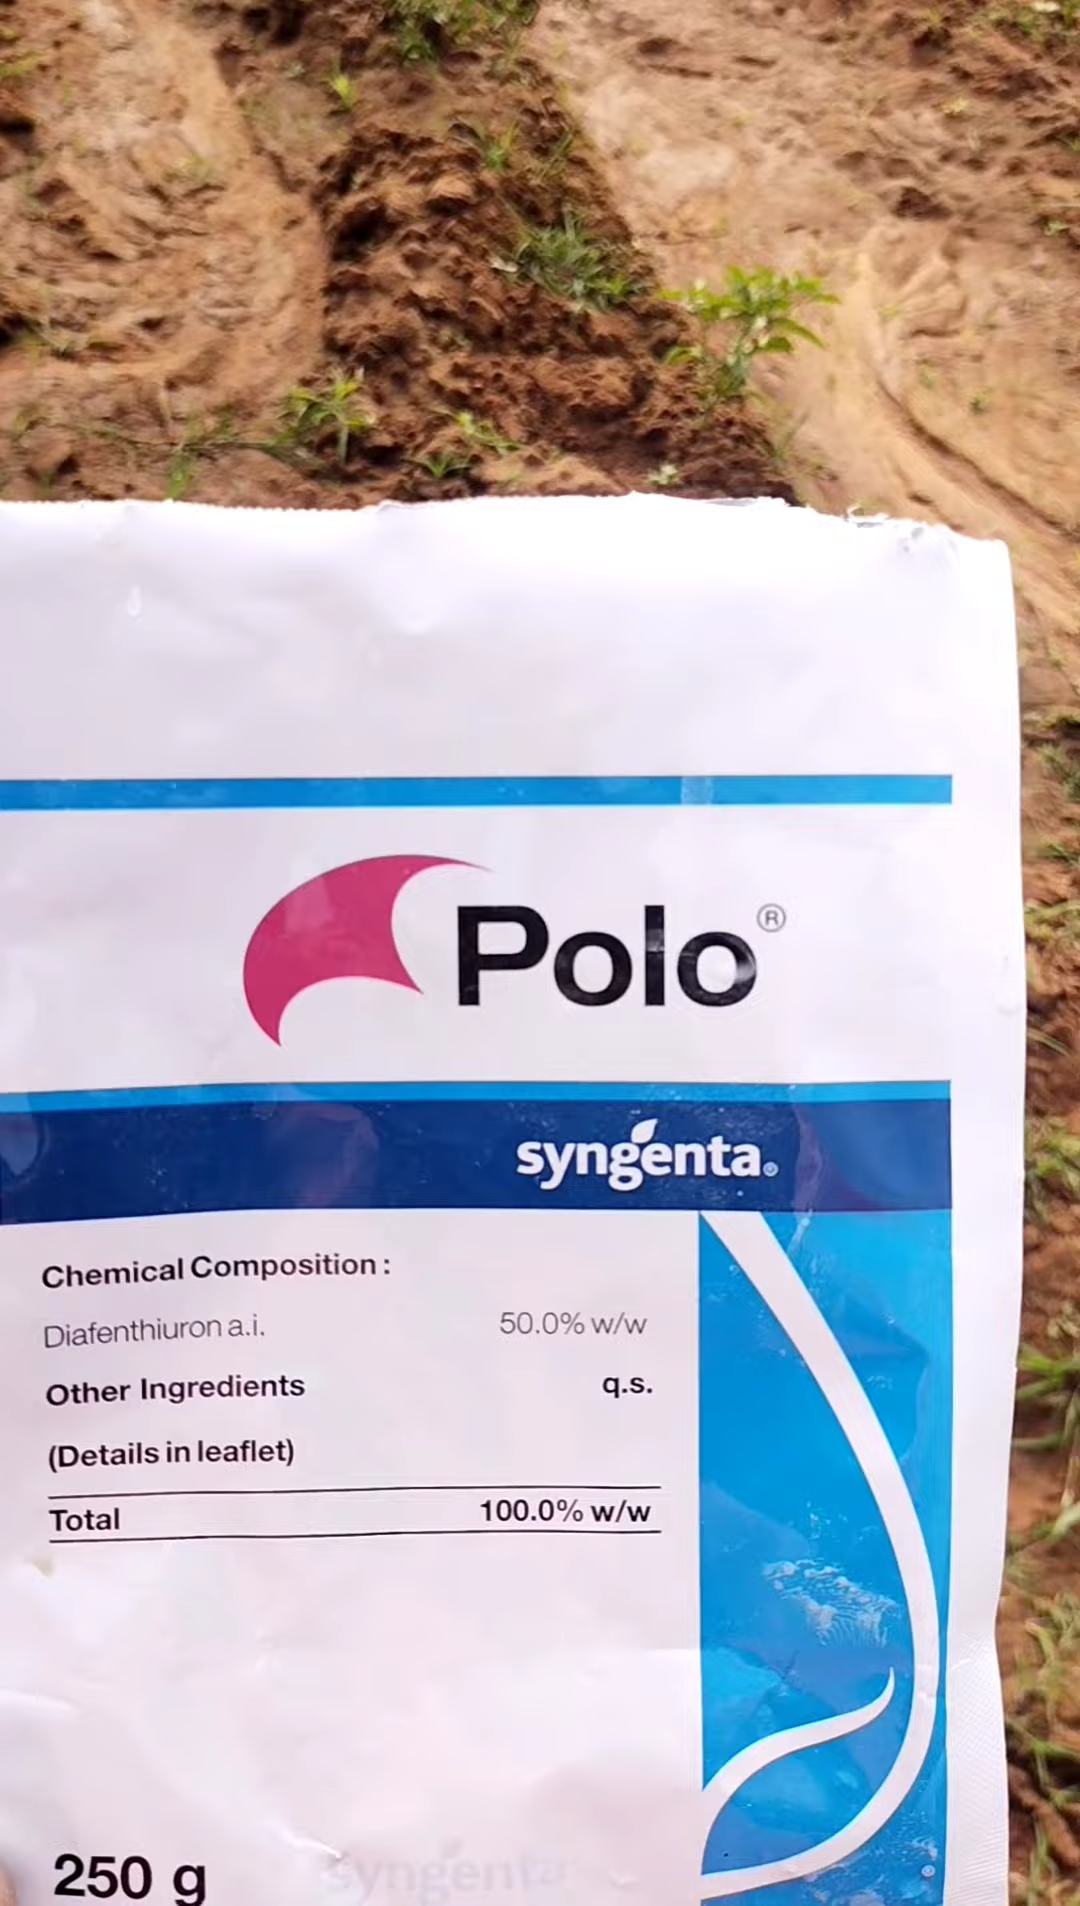 Polo®
syngenta®
Chemical Composition:
Diafenthiuron a.i. 50.0% w/w
Other Ingredients q.s.
(Details in leaflet)
Total 100.0% w/w
250 g
syngenta